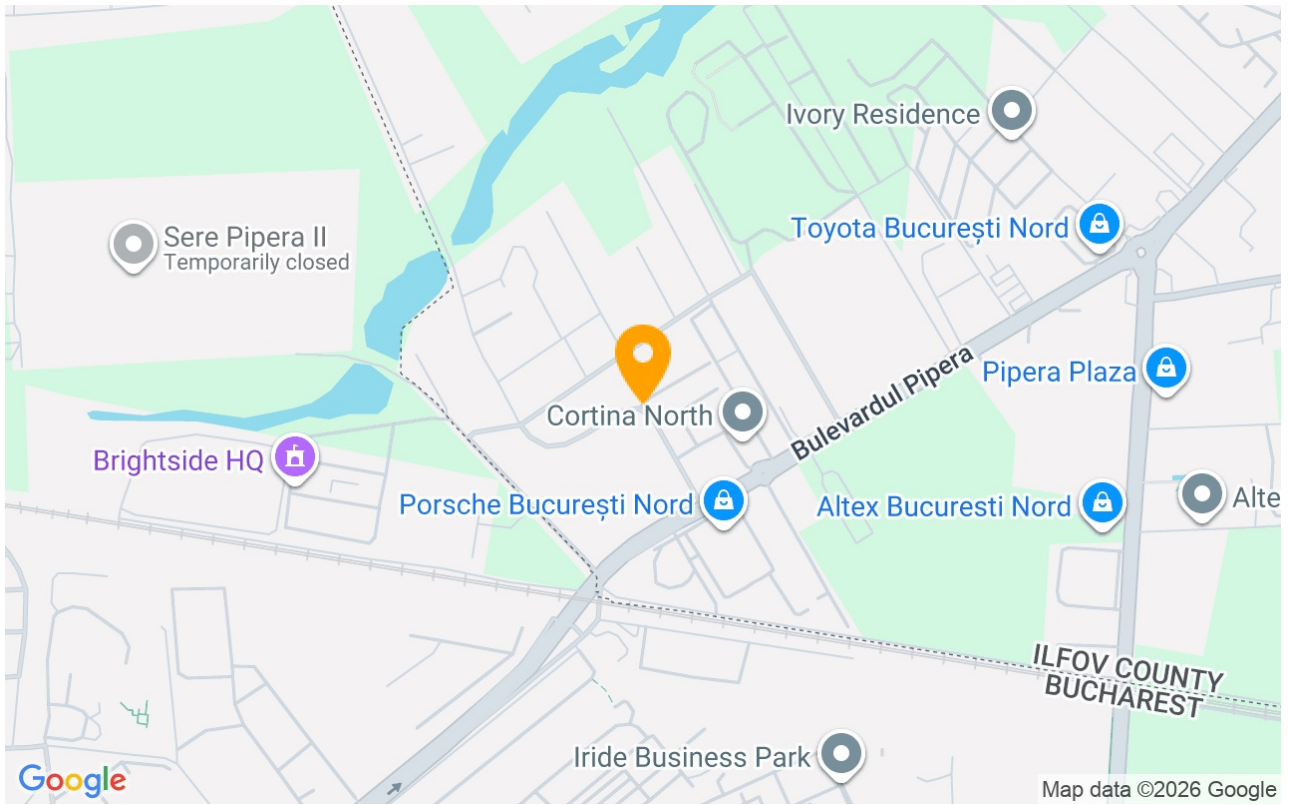 Ivory Residence
Toyota București Nord
Sere Pipera II
Temporarily closed
Bulevardul Pipera
Pipera Plaza
Cortina North
Brightside HQ
Porsche București Nord
Altex Bucuresti Nord
Alte
ILFOV COUNTY
BUCHAREST
Iride Business Park
Google
Map data ©2026 Google